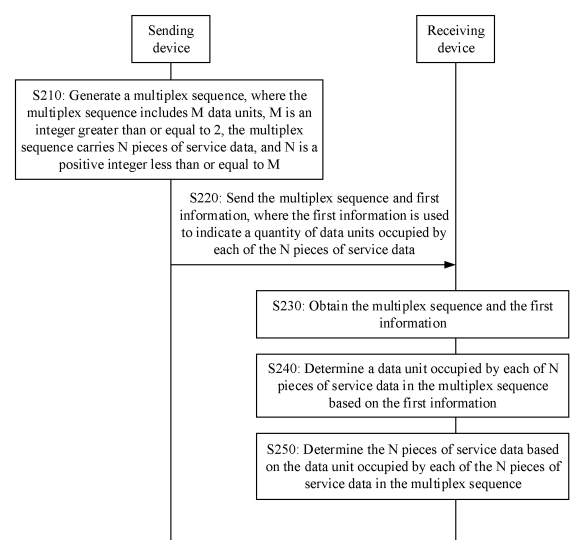 Sending
device
Receiving
device
S210: Generate a multiplex sequence, where the
multiplex sequence includes M data units, M is an
integer greater than or equal to 2, the multiplex
sequence carries N pieces of service data, and N is a
positive integer less than or equal to M
S220: Send the multiplex sequence and first
information, where the first information is used
to indicate a quantity of data units occupied by
each of the N pieces of service data
S230: Obtain the multiplex sequence and the first
information
S240: Determine a data unit occupied by each of N
pieces of service data in the multiplex sequence
based on the first information
S250: Determine the N pieces of service data based
on the data unit occupied by each of the N pieces of
service data in the multiplex sequence